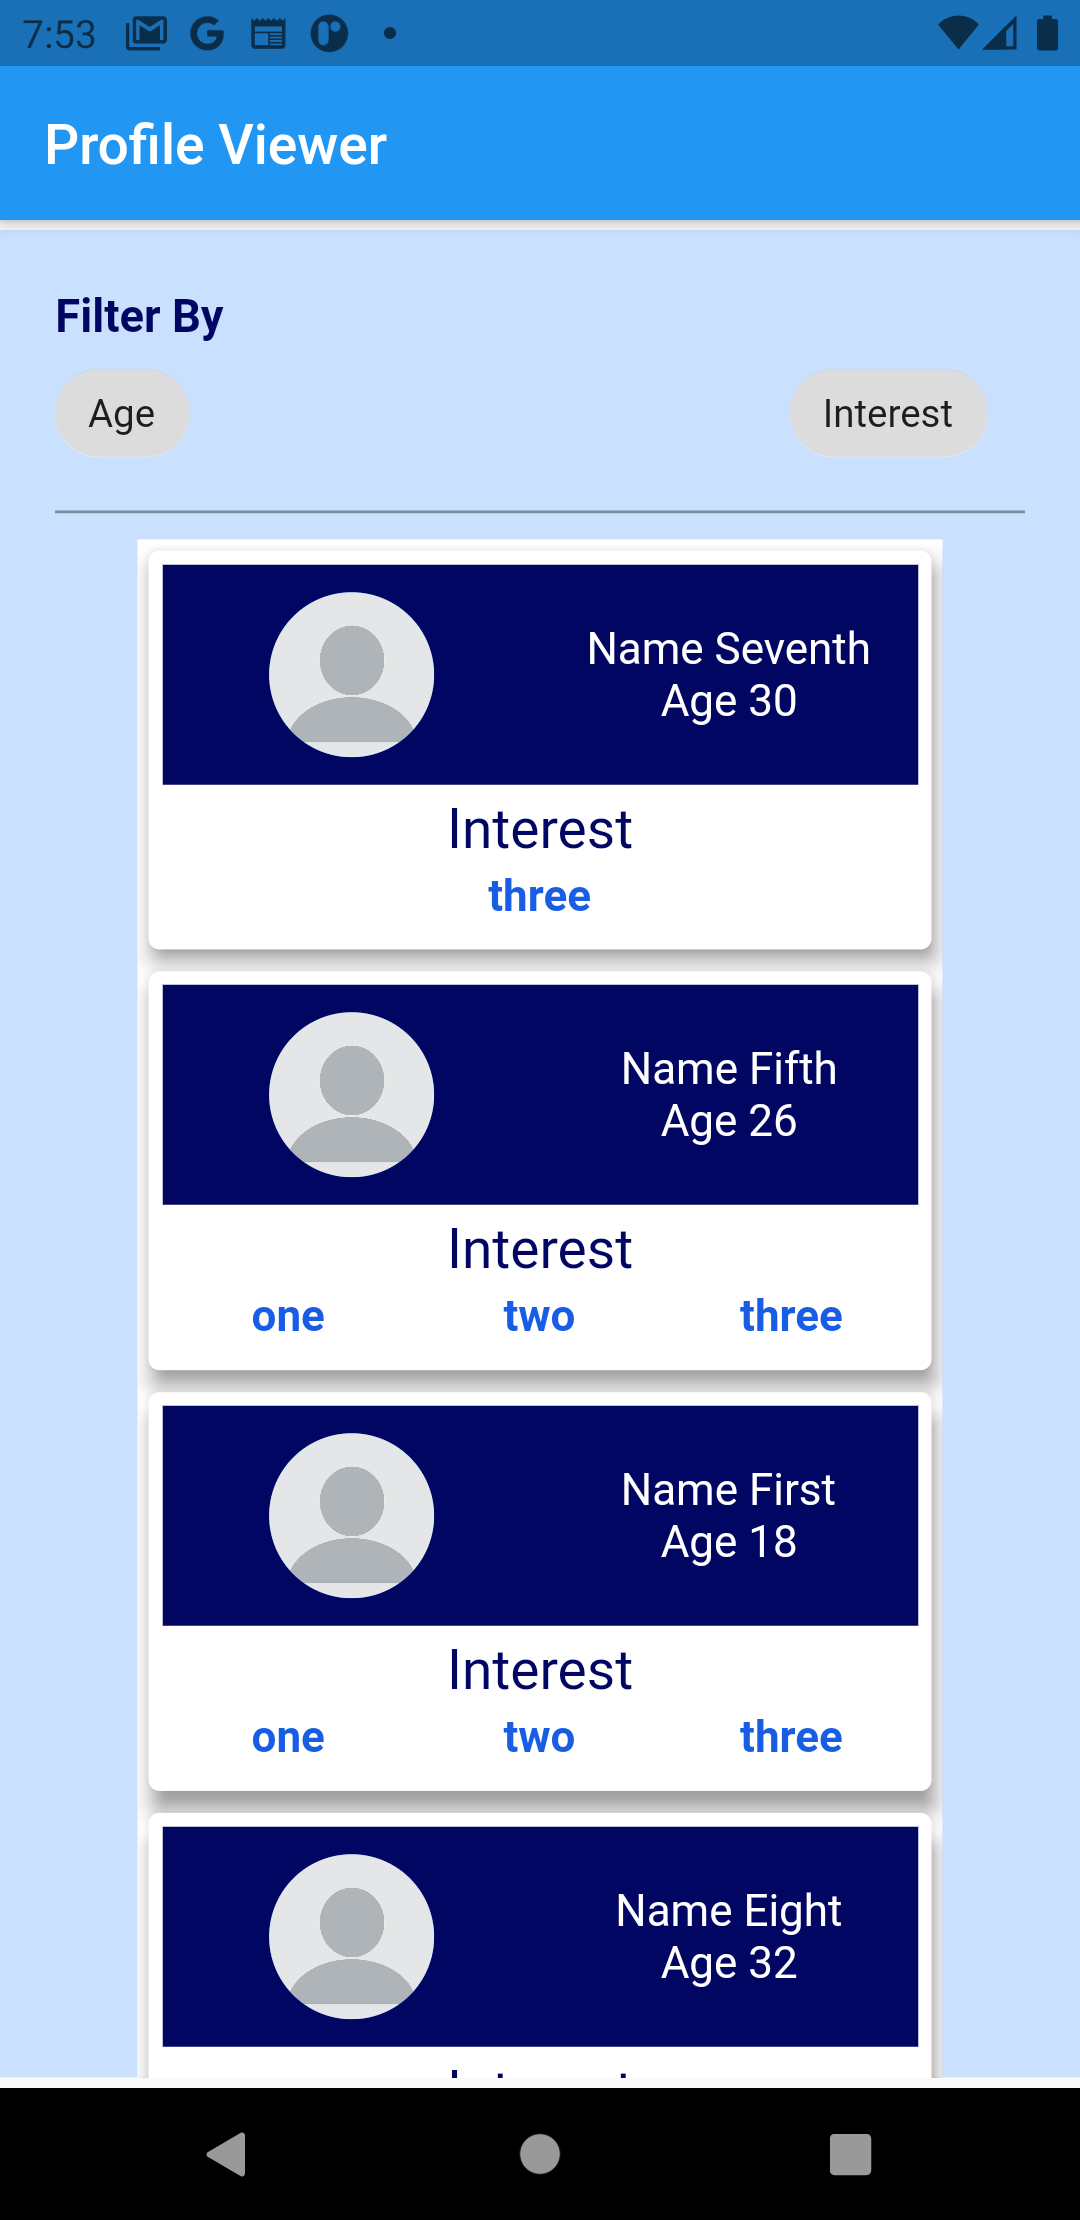 7:53
Profile Viewer
Filter By
Age
Interest
Name Seventh
Age 30
Interest
three
Name Fifth
Age 26
Interest
one two three
Name First
Age 18
Interest
one two three
Name Eight
Age 32